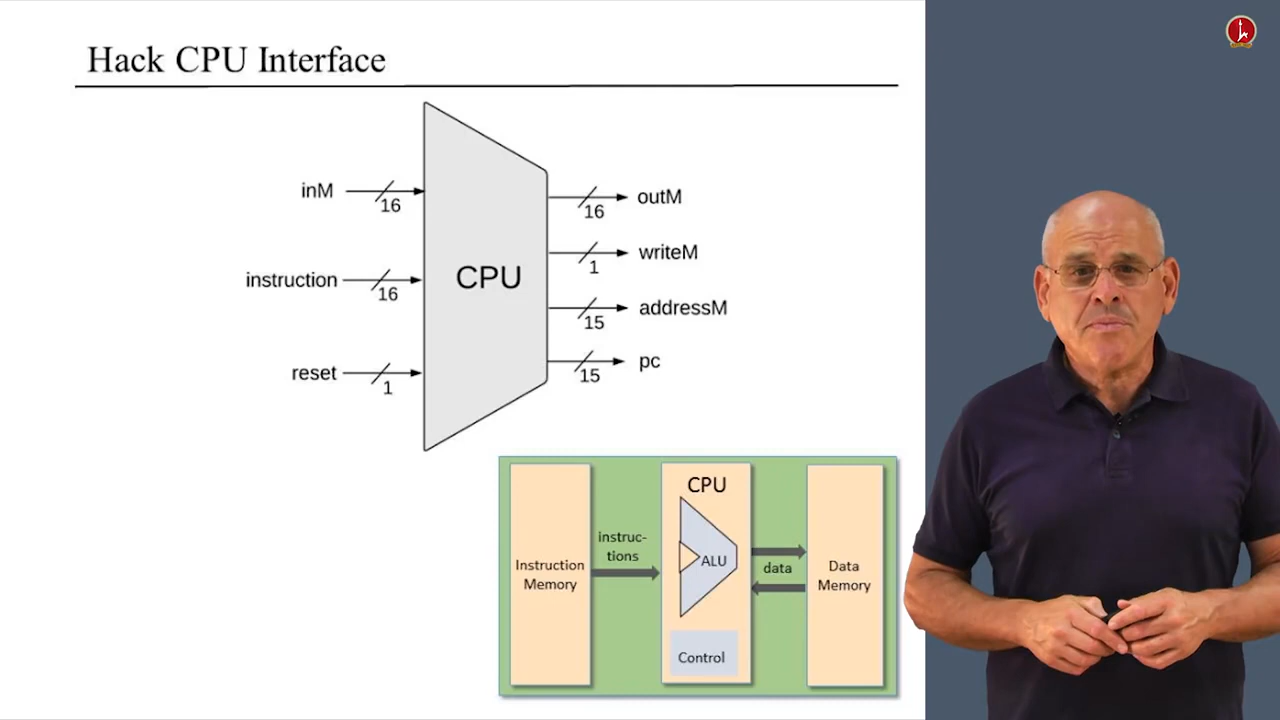 Hack CPU Interface
inM
16
instruction
16
reset
1
CPU
outM
16
writeM
1
addressM
15
pc
15
Instruction
Memory
instruc-
tions
CPU
ALU
Control
data
Data
Memory